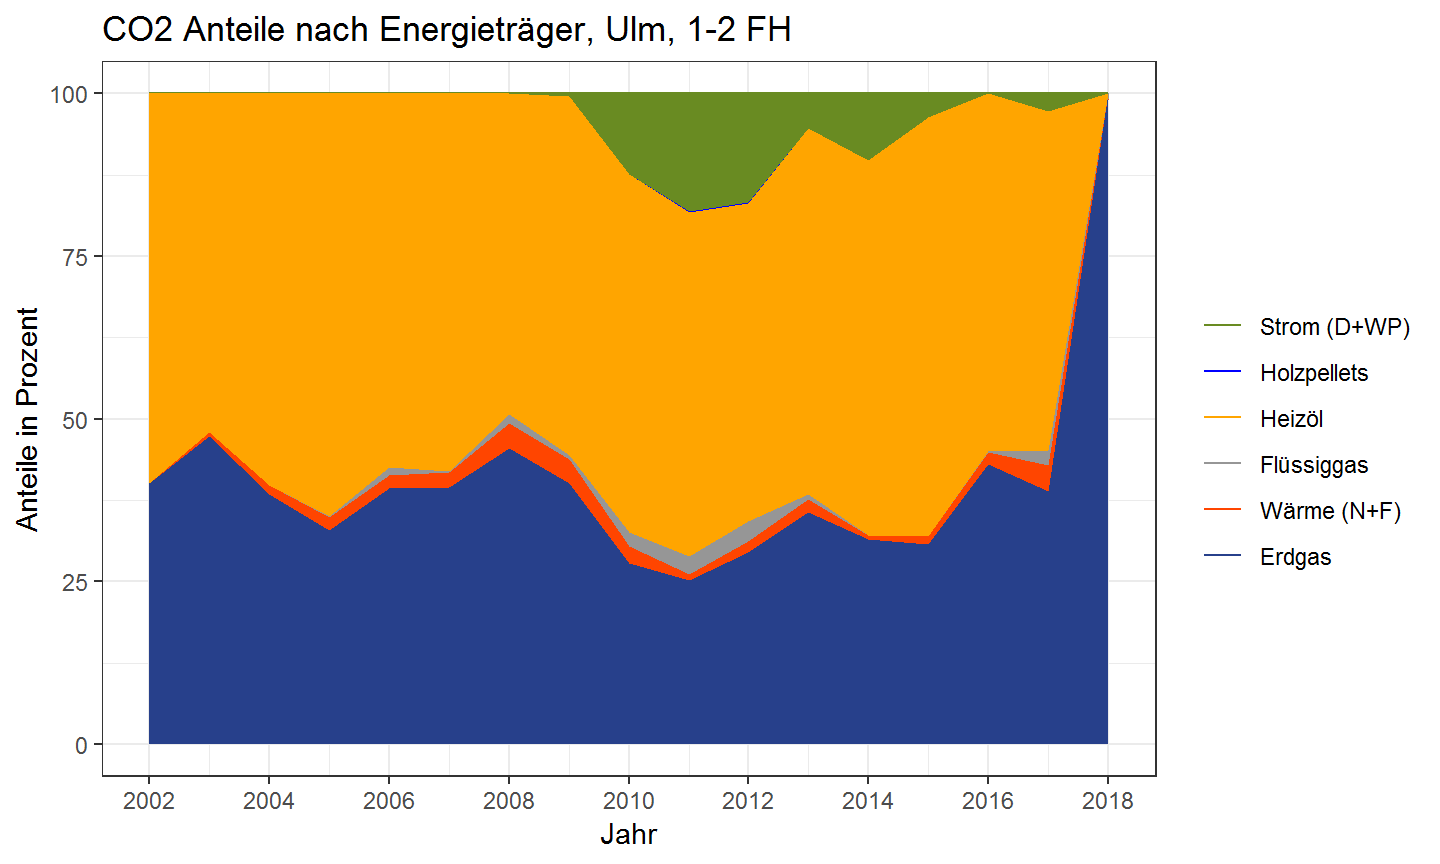 CO2 Anteile nach Energieträger, Ulm, 1-2 FH
Anteile in Prozent
100
75
50
25
0
2002 2004 2006 2008 2010 2012 2014 2016 2018
Jahr
Strom (D+WP)
Holzpellets
Heizöl
Flüssiggas
Wärme (N+F)
Erdgas